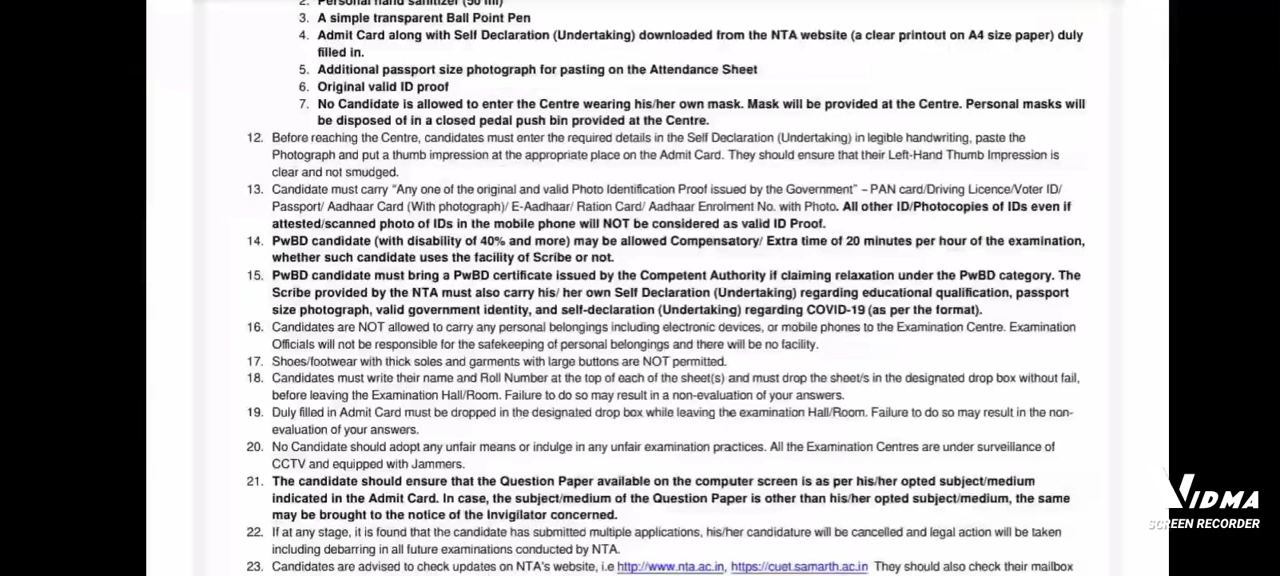 2. Personal hand sanitizer (50 ml)
3. A simple transparent Ball Point Pen
4. Admit Card along with Self Declaration (Undertaking) downloaded from the NTA website (a clear printout on A4 size paper) duly
filled in.
5. Additional passport size photograph for pasting on the Attendance Sheet
6. Original valid ID proof
7. No Candidate is allowed to enter the Centre wearing his/her own mask. Mask will be provided at the Centre. Personal masks will
be disposed of in a closed pedal push bin provided at the Centre.
12. Before reaching the Centre, candidates must enter the required details in the Self Declaration (Undertaking) in legible handwriting, paste the
Photograph and put a thumb impression at the appropriate place on the Admit Card. They should ensure that their Left-Hand Thumb Impression is
clear and not smudged.
13. Candidate must carry “Any one of the original and valid Photo Identification Proof issued by the Government” – PAN card/Driving Licence/Voter ID/
Passport/ Aadhaar Card (With photograph)/ E-Aadhaar/ Ration Card/ Aadhaar Enrolment No. with Photo. All other ID/Photocopies of IDs even if
attested/scanned photo of IDs in the mobile phone will NOT be considered as valid ID Proof.
14. PwBD candidate (with disability of 40% and more) may be allowed Compensatory/ Extra time of 20 minutes per hour of the examination,
whether such candidate uses the facility of Scribe or not.
15. PwBD candidate must bring a PwBD certificate issued by the Competent Authority if claiming relaxation under the PwBD category. The
Scribe provided by the NTA must also carry his/ her own Self Declaration (Undertaking) regarding educational qualification, passport
size photograph, valid government identity, and self-declaration (Undertaking) regarding COVID-19 (as per the format).
16. Candidates are NOT allowed to carry any personal belongings including electronic devices, or mobile phones to the Examination Centre. Examination
Officials will not be responsible for the safekeeping of personal belongings and there will be no facility.
17. Shoes/footwear with thick soles and garments with large buttons are NOT permitted.
18. Candidates must write their name and Roll Number at the top of each of the sheet(s) and must drop the sheet/s in the designated drop box without fail,
before leaving the Examination Hall/Room. Failure to do so may result in a non-evaluation of your answers.
19. Duly filled in Admit Card must be dropped in the designated drop box while leaving the examination Hall/Room. Failure to do so may result in the non-
evaluation of your answers.
20. No Candidate should adopt any unfair means or indulge in any unfair examination practices. All the Examination Centres are under surveillance of
CCTV and equipped with Jammers.
21. The candidate should ensure that the Question Paper available on the computer screen is as per his/her opted subject/medium
indicated in the Admit Card. In case, the subject/medium of the Question Paper is other than his/her opted subject/medium, the same
may be brought to the notice of the Invigilator concerned.
22. If at any stage, it is found that the candidate has submitted multiple applications, his/her candidature will be cancelled and legal action will be taken
including debarring in all future examinations conducted by NTA.
23. Candidates are advised to check updates on NTA's website, i.e http://www.nta.ac.in, https://cuet.samarth.ac.in They should also check their mailbox
VIDMA
SCREEN RECORDER